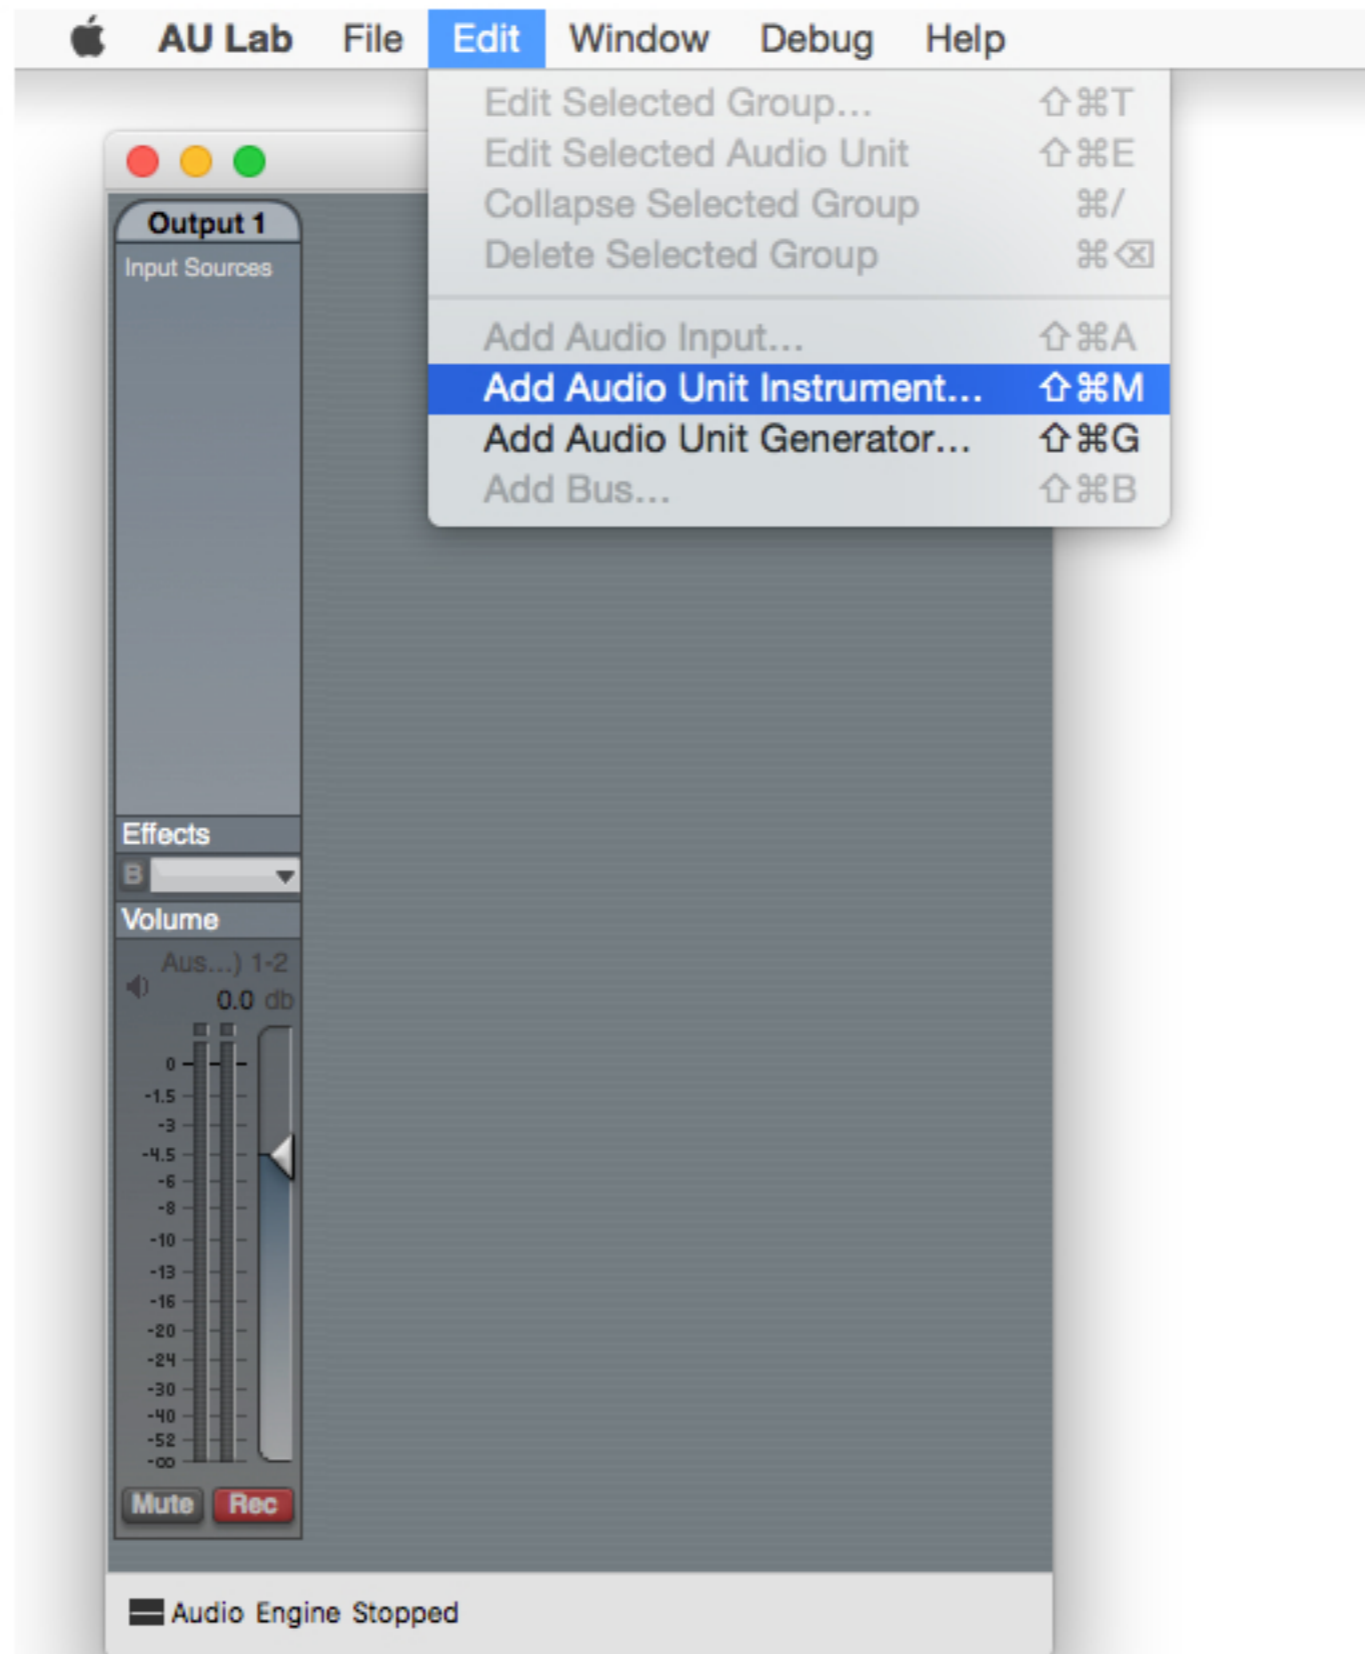 AU Lab File Edit Window Debug Help
Edit Selected Group... ⇧⌘T
Edit Selected Audio Unit ⇧⌘E
Collapse Selected Group ⌘/
Delete Selected Group ⌘⌫
Add Audio Input... ⇧⌘A
Add Audio Unit Instrument... ⇧⌘M
Add Audio Unit Generator... ⇧⌘G
Add Bus... ⇧⌘B
Output 1
Input Sources
Effects
B
Volume
Aus...) 1-2
0.0 db
0
-1.5
-3
-4.5
-6
-8
-10
-13
-16
-20
-24
-30
-40
-52
-∞
Mute Rec
Audio Engine Stopped